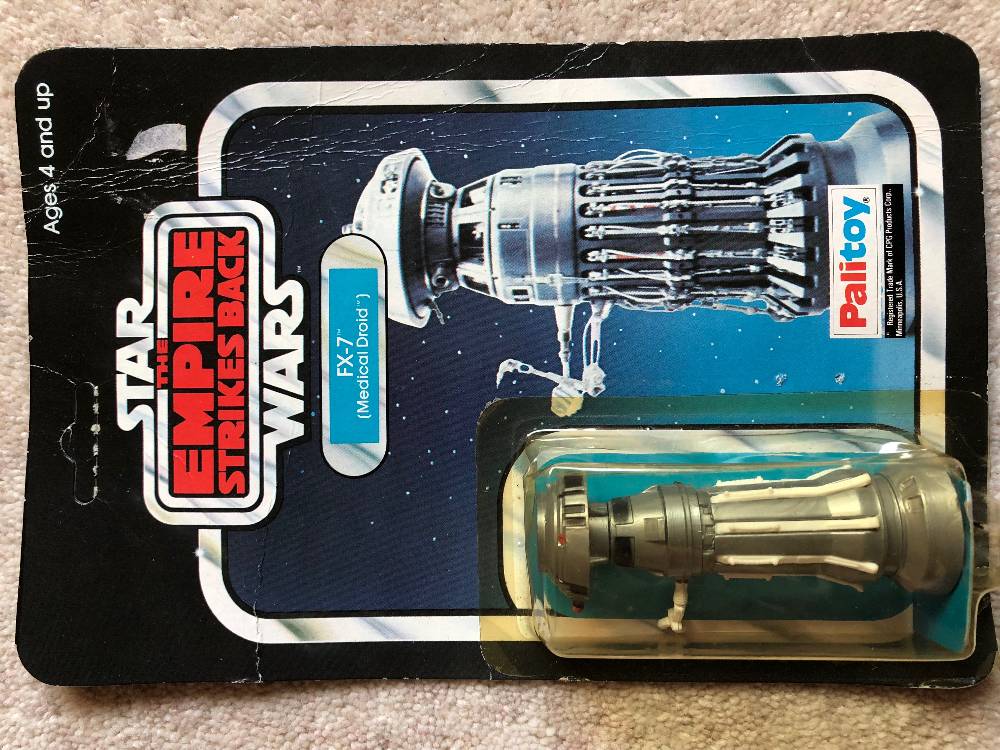 Ages 4 and up
STAR
THE
EMPIRE
STRIKES BACK
WARS™
FX-7™
(Medical Droid™)
Palitoy®
® Registered Trade Mark of CPG Products Corp.,
Minneapolis, U.S.A.